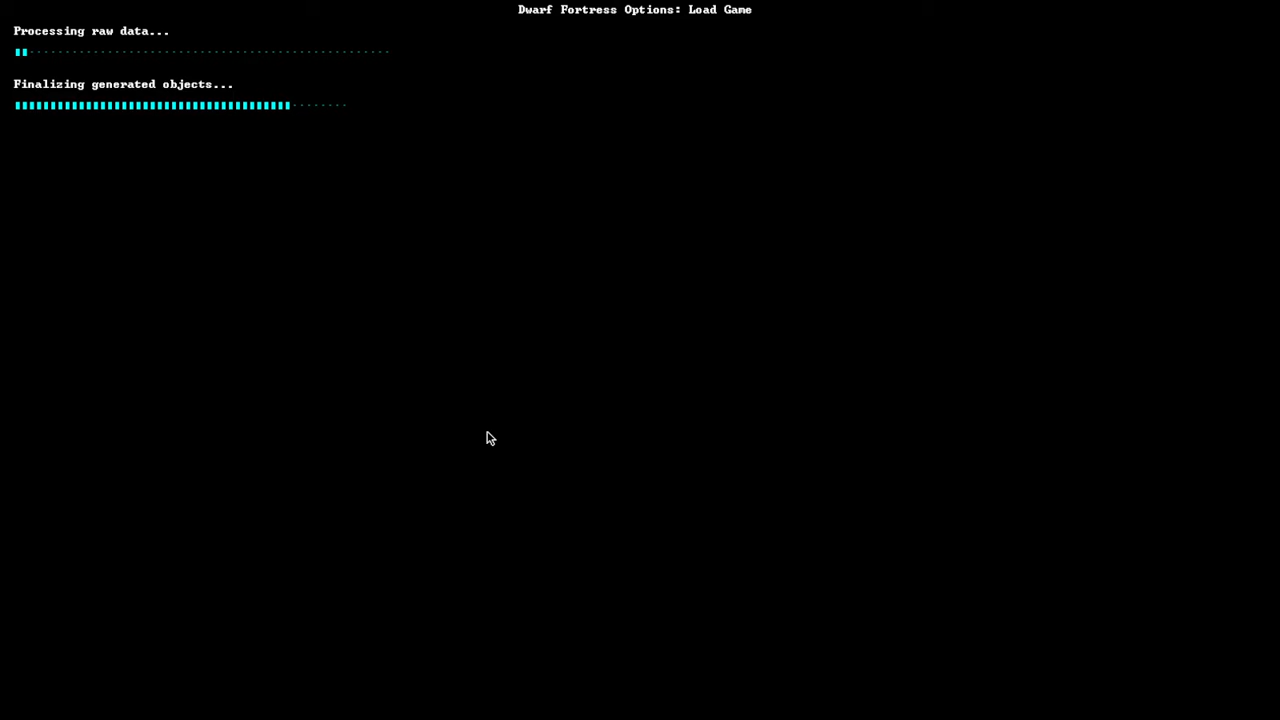 Dwarf Fortress Options: Load Game
Processing raw data...
Finalizing generated objects...